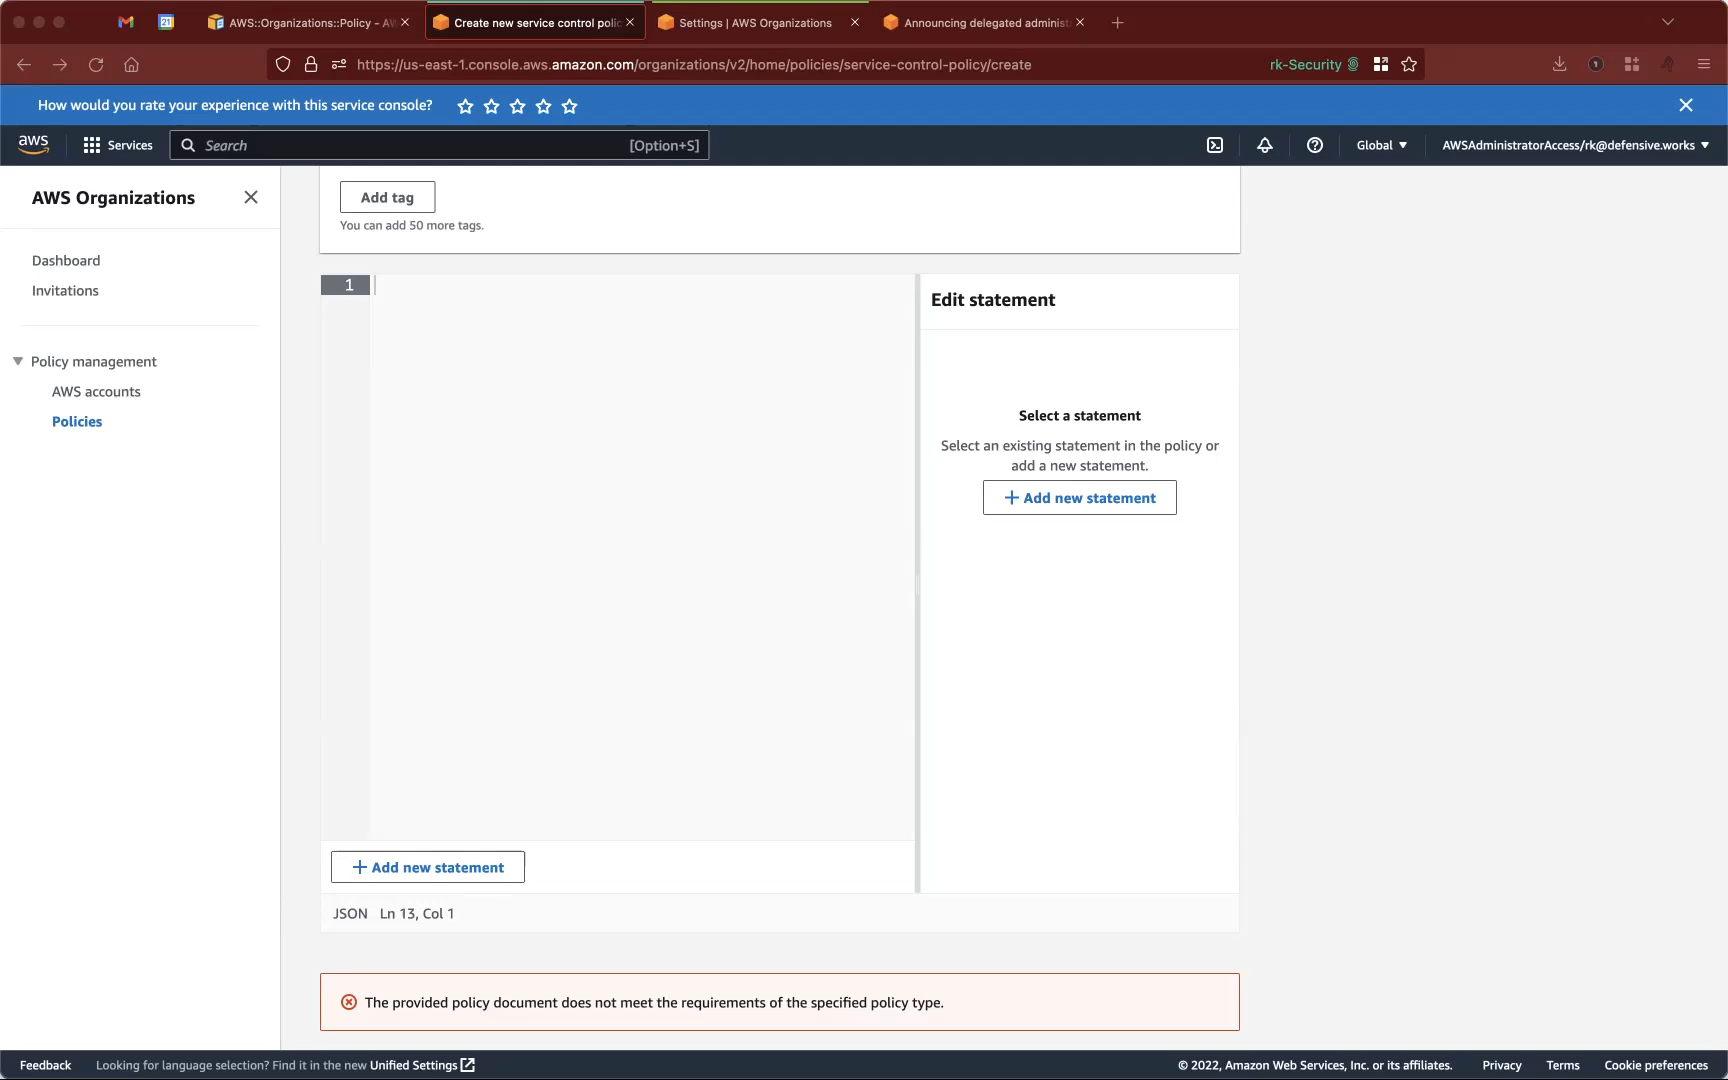 AWS::Organizations::Policy - AW
Create new service control polic
Settings | AWS Organizations
Announcing delegated administ
https://us-east-1.console.aws.amazon.com/organizations/v2/home/policies/service-control-policy/create
rk-Security
How would you rate your experience with this service console?
aws
Services
Search
[Option+S]
Global
AWSAdministratorAccess/rk@defensive.works
AWS Organizations
Dashboard
Invitations
Policy management
AWS accounts
Policies
Add tag
You can add 50 more tags.
1
Edit statement
Select a statement
Select an existing statement in the policy or
add a new statement.
+ Add new statement
+ Add new statement
JSON Ln 13, Col 1
The provided policy document does not meet the requirements of the specified policy type.
Feedback
Looking for language selection? Find it in the new Unified Settings
© 2022, Amazon Web Services, Inc. or its affiliates.
Privacy
Terms
Cookie preferences